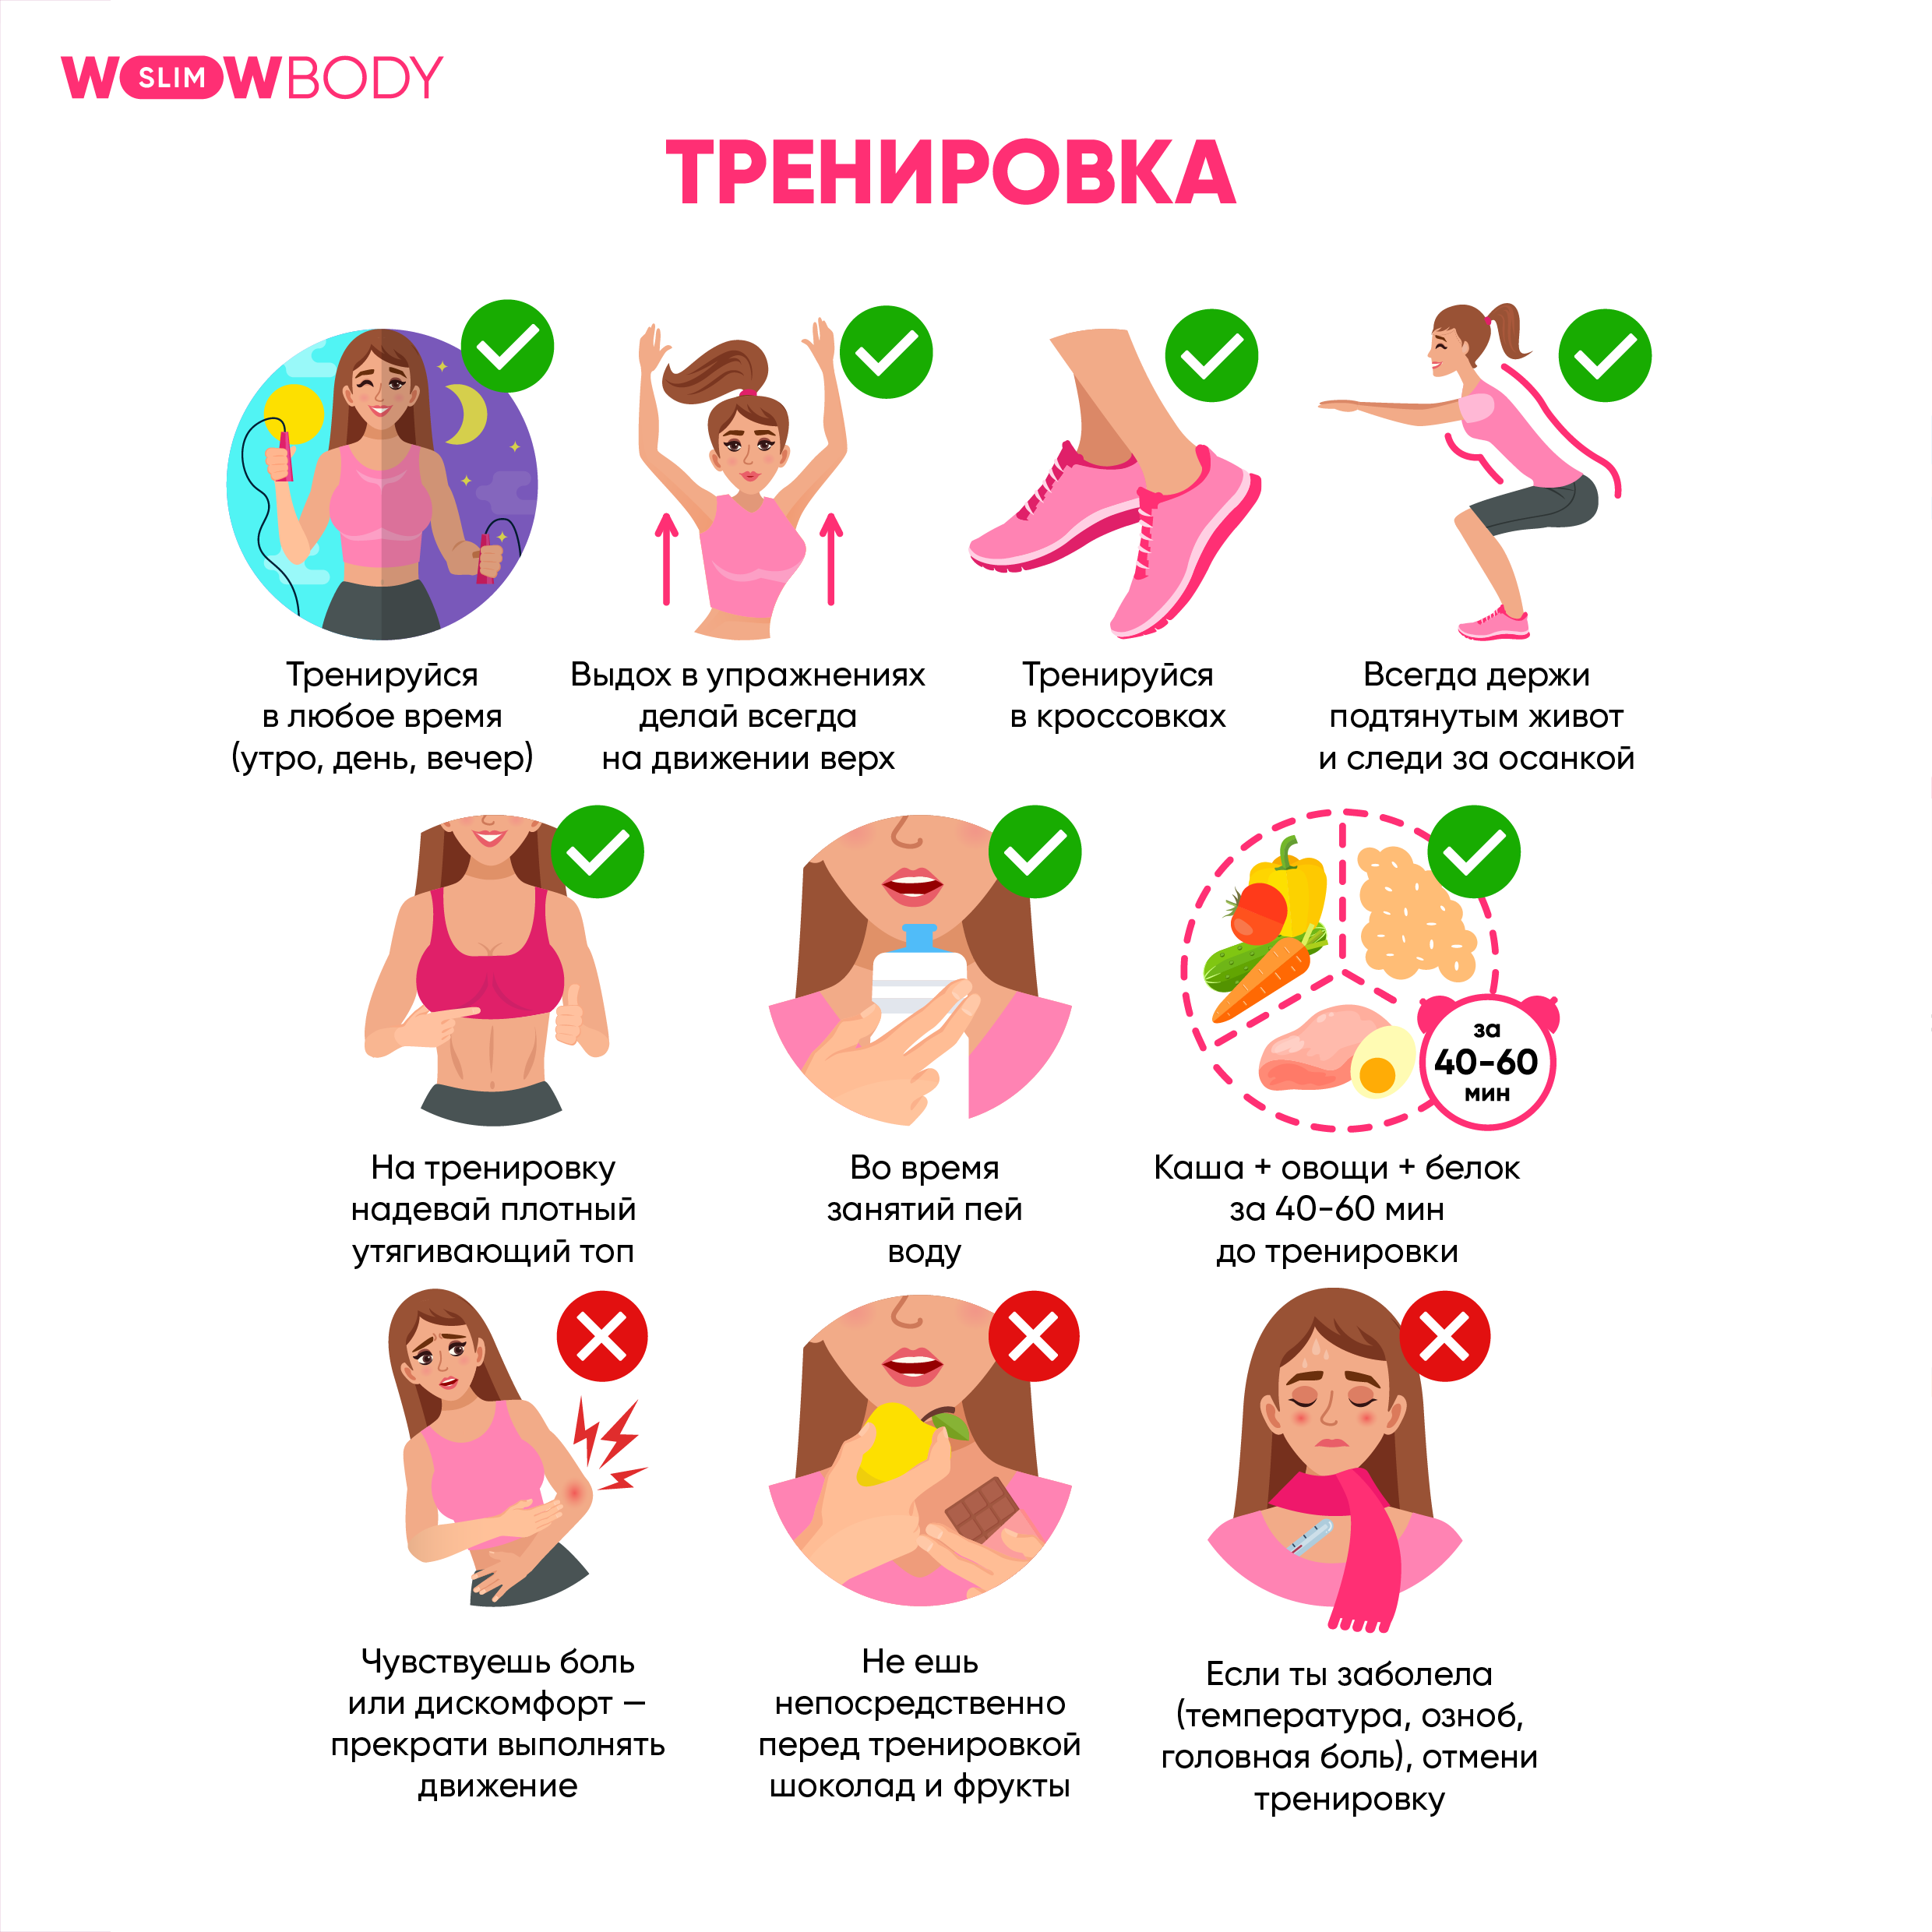 WSLIMWBODY
ТРЕНИРОВКА
Тренируйся
в любое время
(утро, день, вечер)
Выдох в упражнениях
делай всегда
на движении верх
Тренируйся
в кроссовках
Всегда держи
подтянутым живот
и следи за осанкой
На тренировку
надевай плотный
утягивающий топ
Во время
занятий пей
воду
за
40-60
мин
Каша + овощи + белок
за 40-60 мин
до тренировки
Чувствуешь боль
или дискомфорт —
прекрати выполнять
движение
Не ешь
непосредственно
перед тренировкой
шоколад и фрукты
Если ты заболела
(температура, озноб,
головная боль), отмени
тренировку